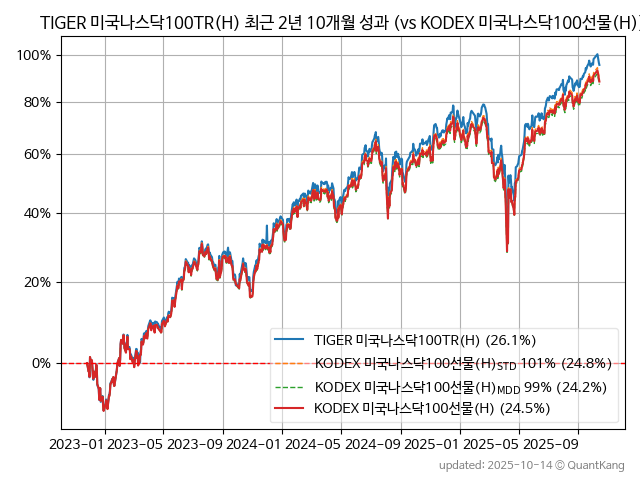 TIGER 미국나스닥100TR(H) 최근 2년 10개월 성과 (vs KODEX 미국나스닥100선물(H))
100%
80%
60%
40%
20%
0%
TIGER 미국나스닥100TR(H) (26.1%)
KODEX 미국나스닥100선물(H)STD 101% (24.8%)
KODEX 미국나스닥100선물(H)MDD 99% (24.2%)
KODEX 미국나스닥100선물(H) (24.5%)
2023-01 2023-05 2023-09 2024-01 2024-05 2024-09 2025-01 2025-05 2025-09
updated: 2025-10-14 © QuantKang